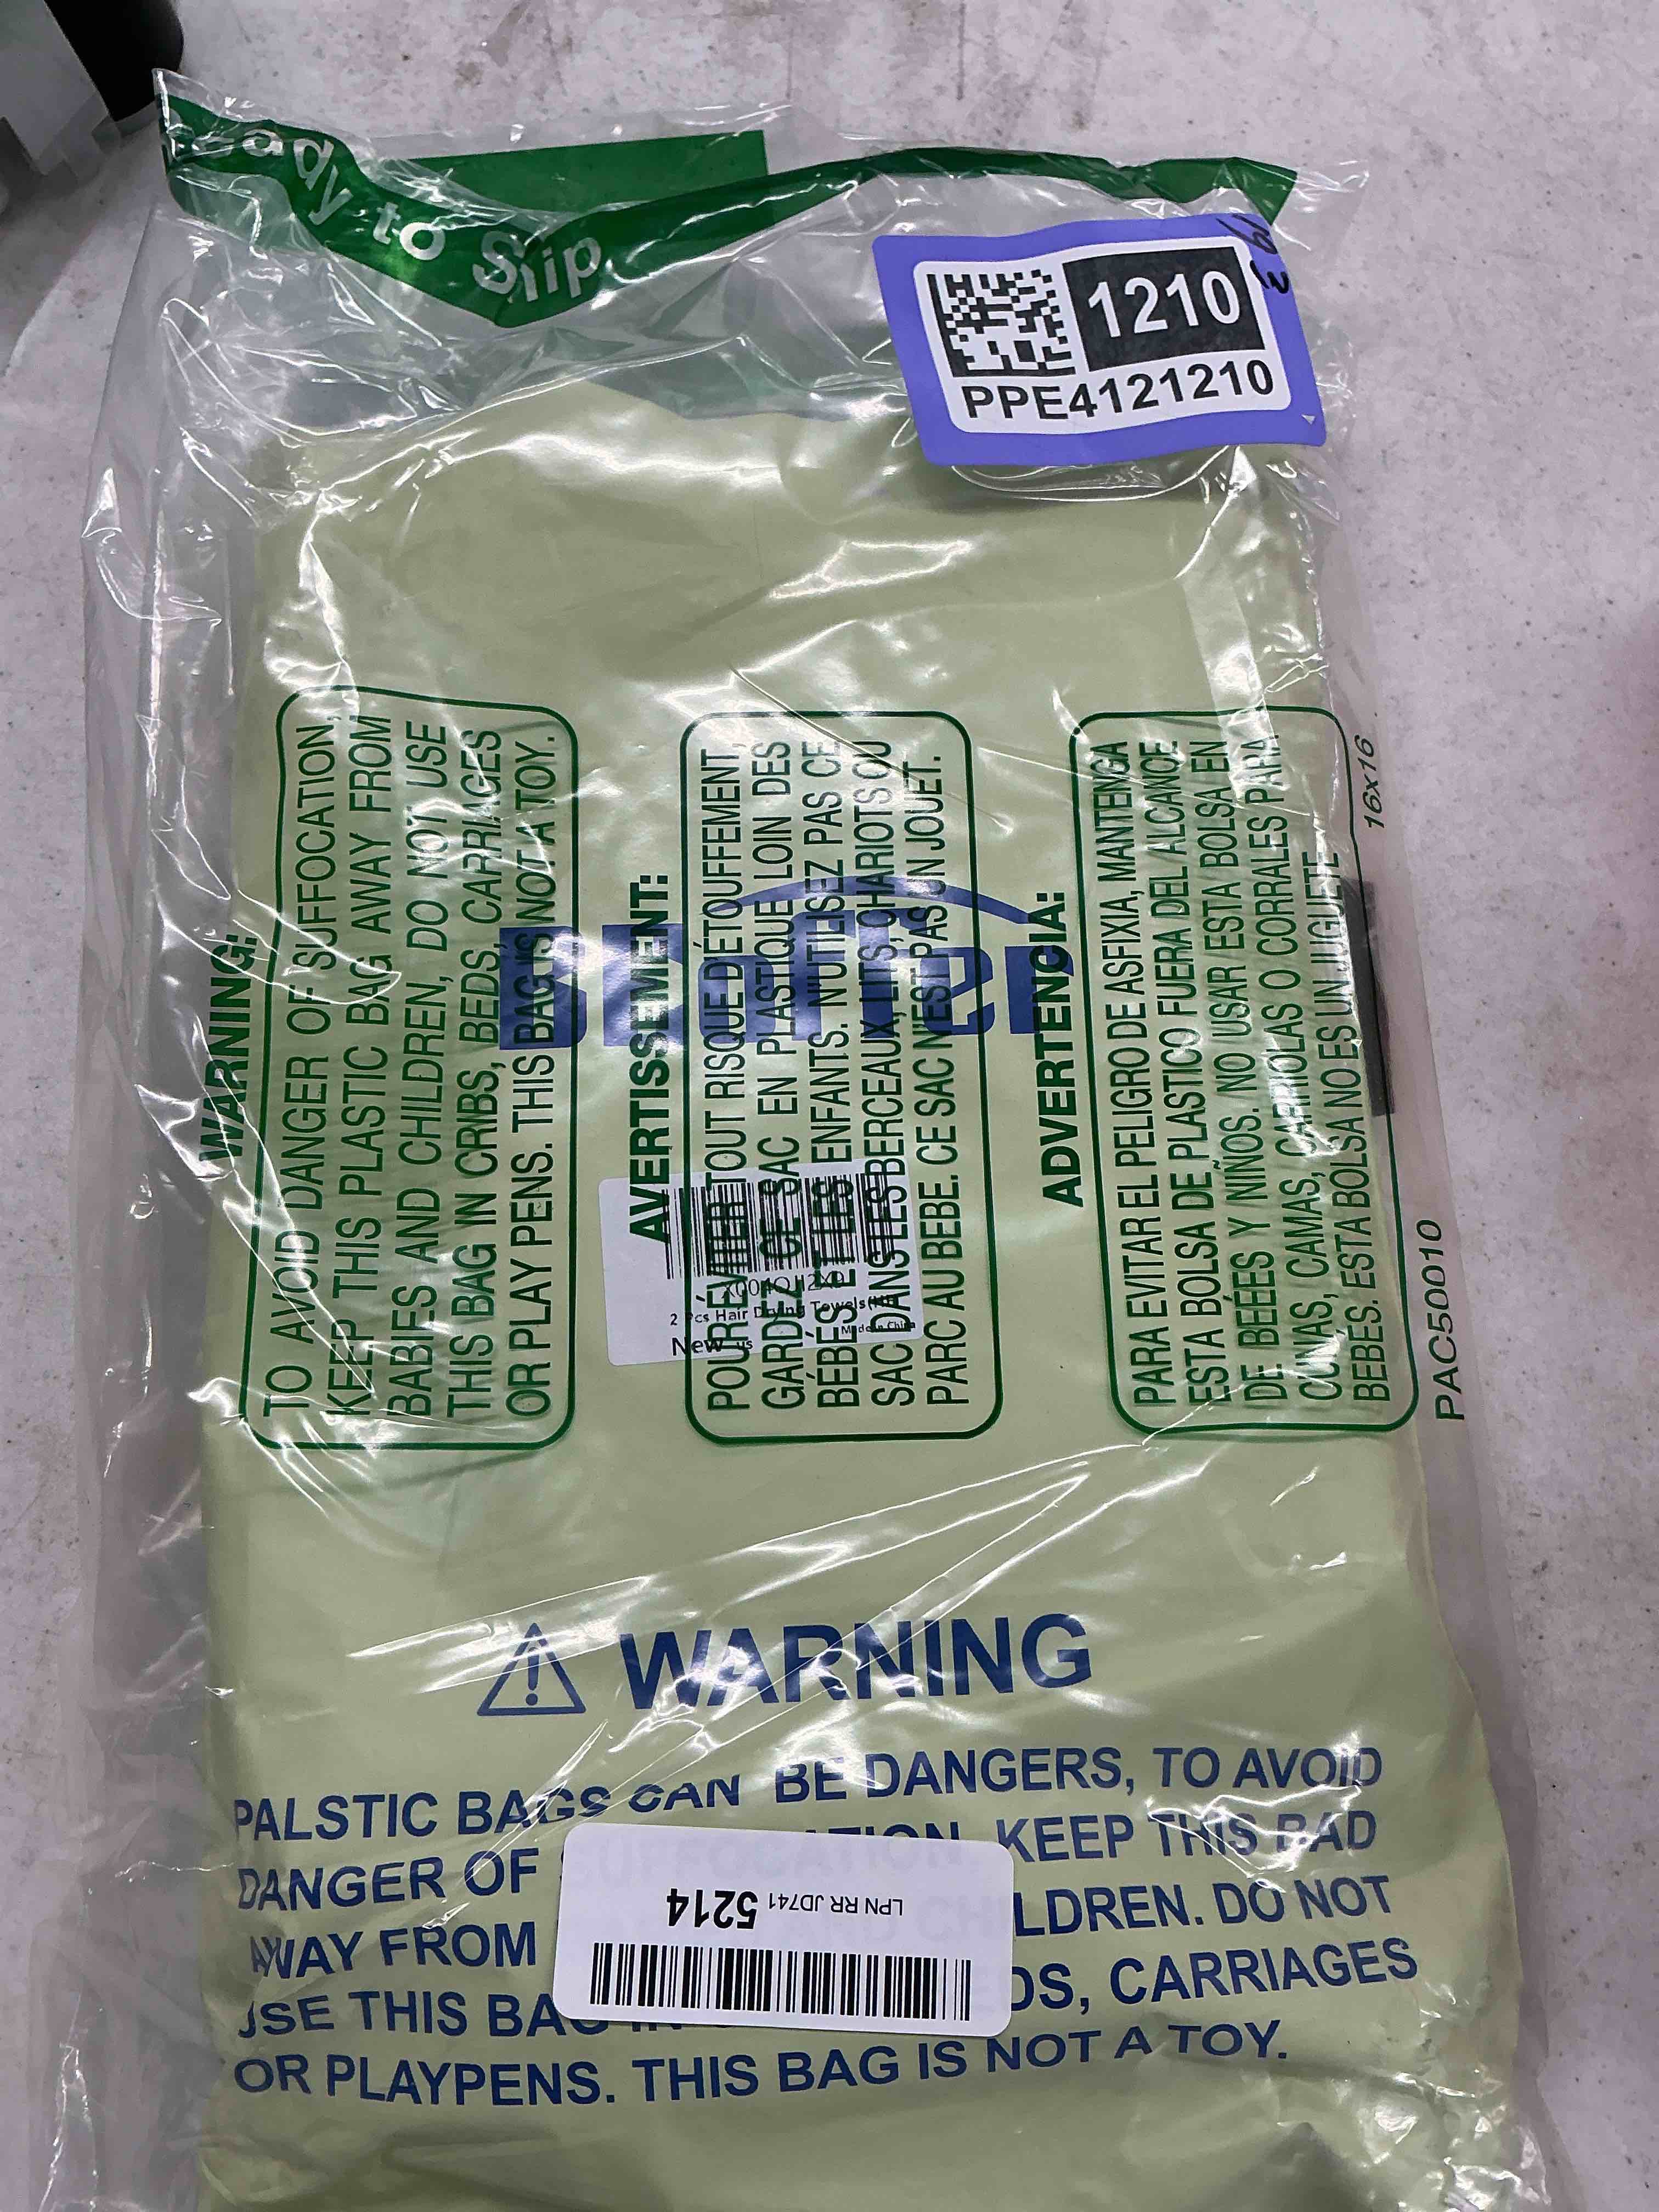 to Ship
1210
PPE4121210
WARNING:
TO AVOID DANGER OF SUFFOCATION,
KEEP THIS PLASTIC BAG AWAY FROM
BABIES AND CHILDREN, DO NOT USE
THIS BAG IN CRIBS, BEDS, CARRIAGES
OR PLAY PENS. THIS BAG IS NOT A TOY.
AVERTISSEMENT:
POUR ÉVITER TOUT RISQUE D'ÉTOUFFEMENT,
GARDEZ CE SAC EN PLASTIQUE LOIN DES
BÉBÉS ET LES ENFANTS. N'UTILISEZ PAS CE
SAC DANS LES BERCEAUX, LITS, CHARIOTS OU
PARC AU BEBE. CE SAC N'EST PAS UN JOUET.
ADVERTENCIA:
PARA EVITAR EL PELIGRO DE ASFIXIA, MANTENGA
ESTA BOLSA DE PLASTICO FUERA DEL ALCANCE
DE BEÉES Y NIÑOS. NO USAR ESTA BOLSA EN
CUNAS, CAMAS, CARRIOLAS O CORRALES PARA
BEBES. ESTA BOLSA NO ES UN JUGUETE
16x16
PAC50010
2 Pcs Hair Drying Towels
New
Made in China
WARNING
PALSTIC BAGS CAN BE DANGERS, TO AVOID
DANGER OF KEEP THIS BAD
AWAY FROM CHILDREN. DO NOT
USE THIS BAG IN CARRIAGES
OR PLAYPENS. THIS BAG IS NOT A TOY.
LPN RR JD741 5214